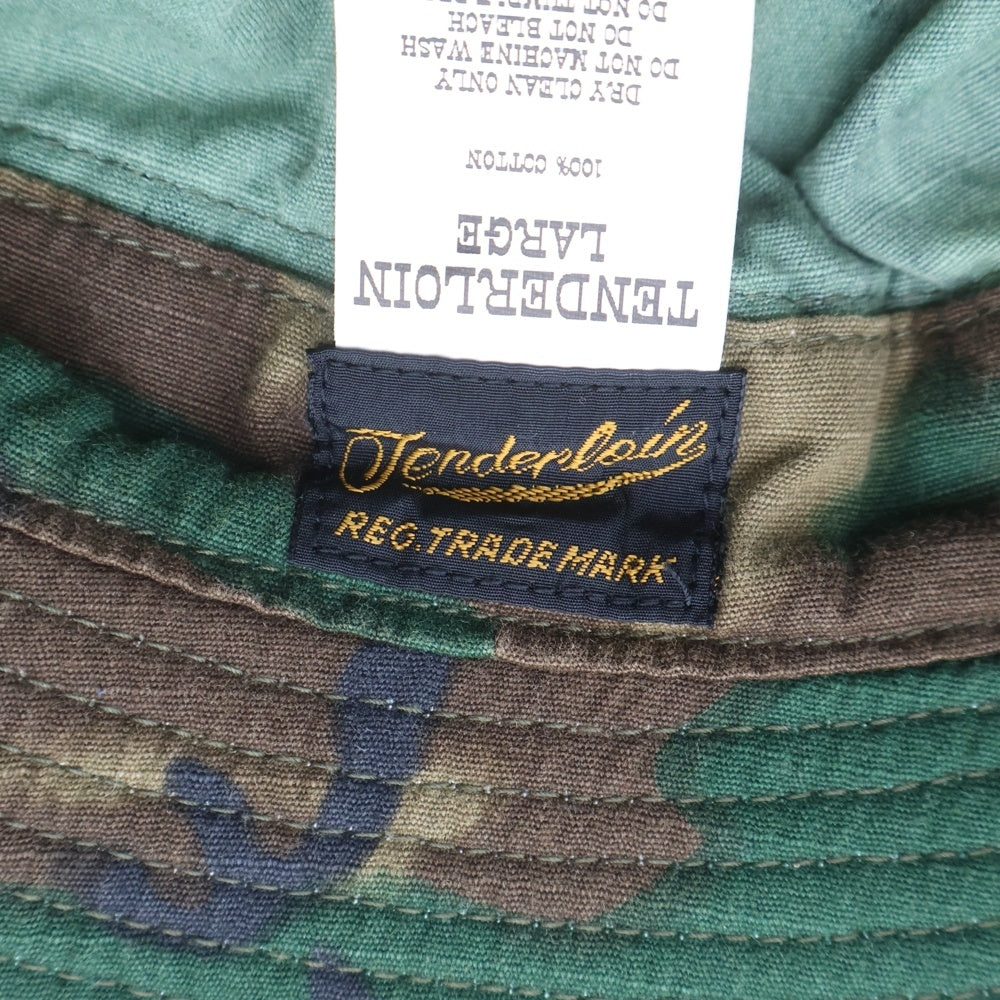 TENDERLOIN
LARGE
100% COTTON
DRY CLEAN ONLY
DO NOT MACHINE WASH
DO NOT BLEACH
Tenderloin
REG. TRADE MARK